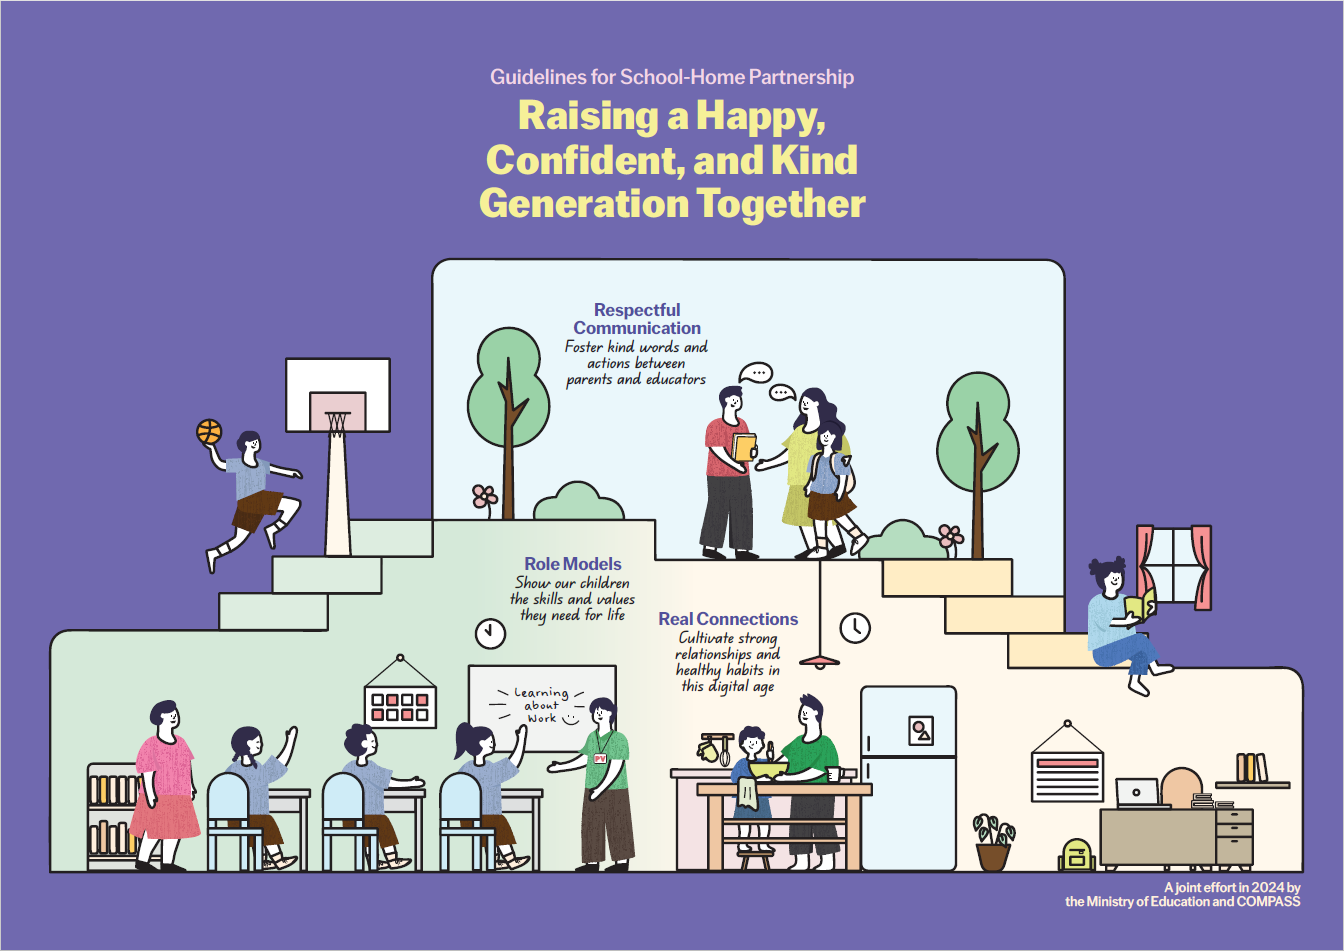 Guidelines for School-Home Partnership
Raising a Happy,
Confident, and Kind
Generation Together
Respectful
Communication
Foster kind words and
actions between
parents and educators
Role Models
Show our children
the skills and values
they need for life
Real Connections
Cultivate strong
relationships and
healthy habits in
this digital age
Learning
about
Work
PV
A joint effort in 2024 by
the Ministry of Education and COMPASS